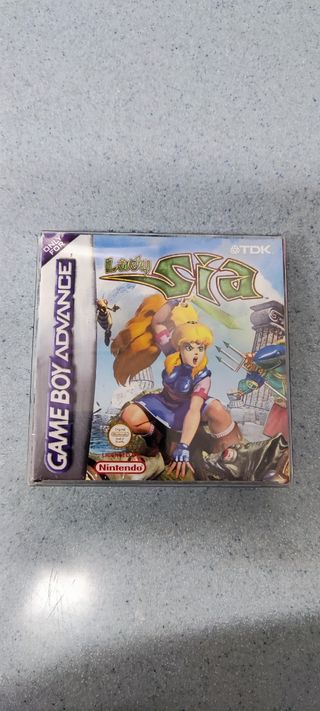 ONLY
FOR
GAME BOY ADVANCE
TDK
Lady
Sia
Nintendo